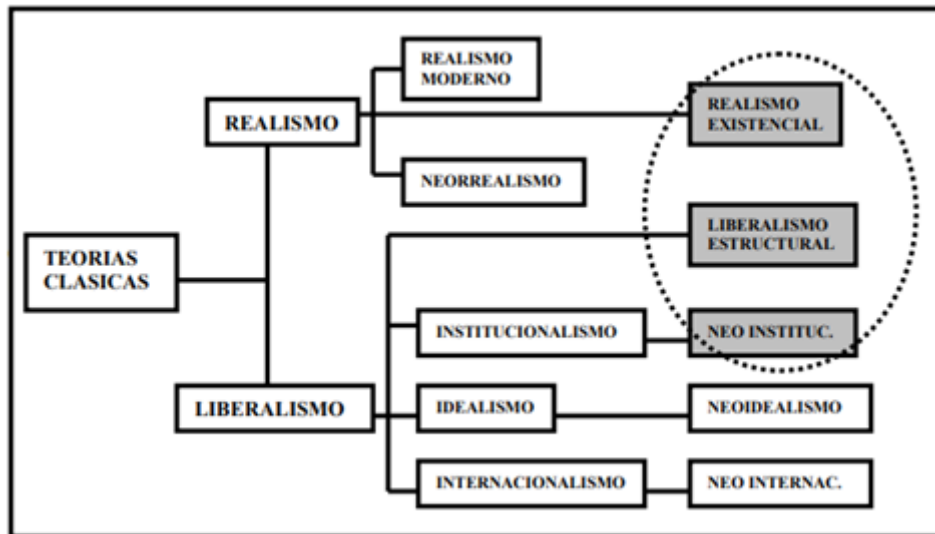 REALISMO
MODERNO
REALISMO
EXISTENCIAL
REALISMO
NEORREALISMO
LIBERALISMO
ESTRUCTURAL
TEORIAS
CLASICAS
INSTITUCIONALISMO
NEO INSTITUC.
LIBERALISMO
IDEALISMO
NEOIDEALISMO
INTERNACIONALISMO
NEO INTERNAC.